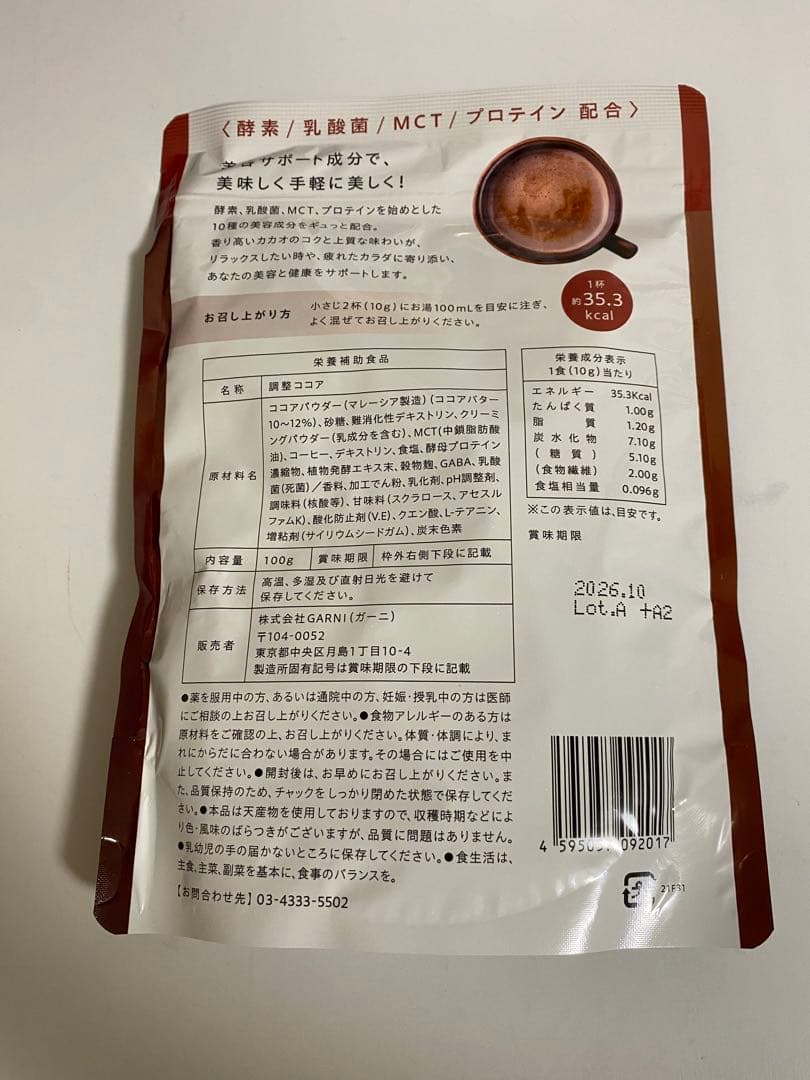 〈酵素/乳酸菌/MCT/プロテイン 配合〉
サポート成分で、
美味しく手軽に美しく!
酵素、乳酸菌、MCT、プロテインを始めとした
10種の美容成分をギュっと配合。
香り高いカカオのコクと上質な味わいが、
リラックスしたい時や、疲れたカラダに寄り添い、
あなたの美容と健康をサポートします。
1杯
約35.3
kcal
お召し上がり方
小さじ2杯(10g)にお湯100mLを目安に注ぎ、
よく混ぜてお召し上がりください。
栄養補助食品
名称 調整ココア
原材料名
ココアパウダー(マレーシア製造)(ココアバター
10〜12%)、砂糖、難消化性デキストリン、クリーミ
ングパウダー(乳成分を含む)、MCT(中鎖脂肪酸
油)、コーヒー、デキストリン、食塩、酵母プロテイン
濃縮物、植物発酵エキス末、穀物麹、GABA、乳酸
菌(死菌)/香料、加工でん粉、乳化剤、pH調整剤、
調味料(核酸等)、甘味料(スクラロース、アセスル
ファムK)、酸化防止剤(V.E)、クエン酸、L-テアニン、
増粘剤(サイリウムシードガム)、炭末色素
内容量 100g 賞味期限 枠外右側下段に記載
保存方法
高温、多湿及び直射日光を避けて
保存してください。
販売者
株式会社GARNI(ガーニ)
〒104-0052
東京都中央区月島1丁目10-4
製造所固有記号は賞味期限の下段に記載
栄養成分表示
1食(10g)当たり
エネルギー 35.3Kcal
たんぱく質 1.00g
脂質 1.20g
炭水化物 7.10g
(糖質) 5.10g
(食物繊維) 2.00g
食塩相当量 0.096g
※この表示値は、目安です。
賞味期限
2026.10
Lot.A +A2
●薬を服用中の方、あるいは通院中の方、妊娠・授乳中の方は医師
にご相談の上お召し上がりください。●食物アレルギーのある方は
原材料をご確認の上、お召し上がりください。体質・体調により、ま
れにからだに合わない場合があります。その場合にはご使用を中
止してください。●開封後は、お早めにお召し上がりください。ま
た、品質保持のため、チャックをしっかり閉めた状態で保存してくだ
さい。●本品は天産物を使用しておりますので、収穫時期などによ
り色・風味のばらつきがございますが、品質に問題はありません。
●乳幼児の手の届かないところに保存してください。●食生活は、
主食、主菜、副菜を基本に、食事のバランスを。
【お問合わせ先】03-4333-5502
092017